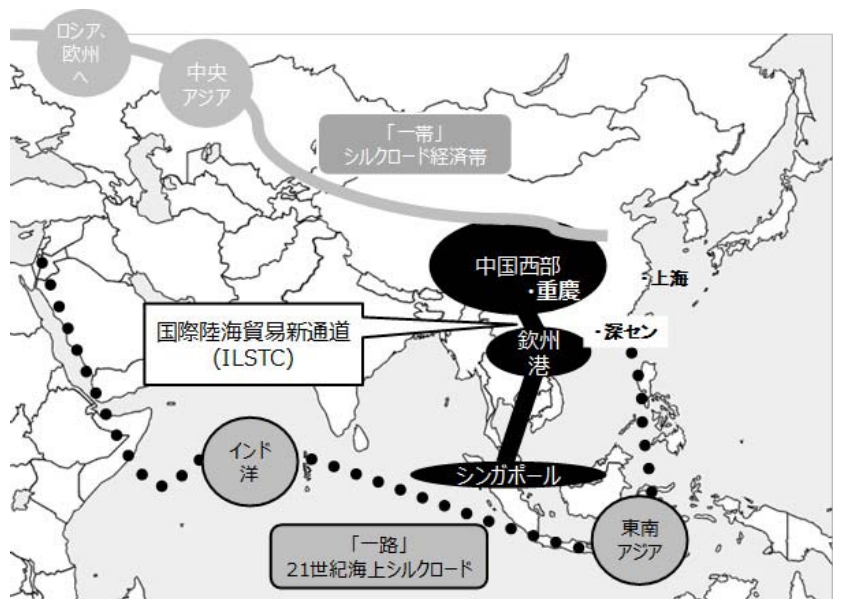 ロシア、
欧州
へ
中央
アジア
「一帯」
シルクロード経済帯
中国西部
・重慶
・上海
国際陸海貿易新通道
(ILSTC)
・深セン
欽州
港
インド
洋
シンガポール
東南
アジア
「一路」
21世紀海上シルクロード